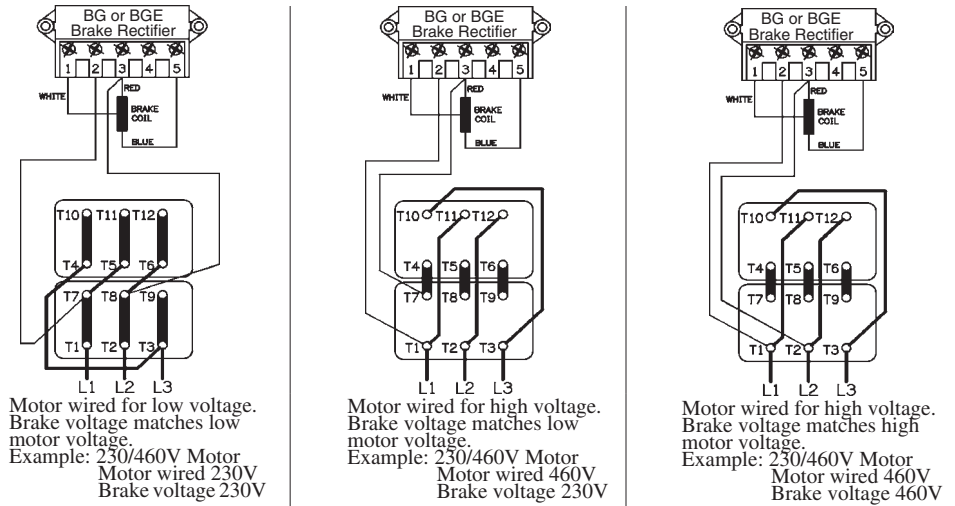 BG or BGE
Brake Rectifier
1 2 3 4 5
WHITE
RED
BRAKE
COIL
BLUE
T10 T11 T12
T4 T5 T6
T7 T8 T9
T1 T2 T3
L1 L2 L3
Motor wired for low voltage.
Brake voltage matches low
motor voltage.
Example: 230/460V Motor
Motor wired 230V
Brake voltage 230V
BG or BGE
Brake Rectifier
1 2 3 4 5
WHITE
RED
BRAKE
COIL
BLUE
T10 T11 T12
T4 T5 T6
T7 T8 T9
T1 T2 T3
L1 L2 L3
Motor wired for high voltage.
Brake voltage matches low
motor voltage.
Example: 230/460V Motor
Motor wired 460V
Brake voltage 230V
BG or BGE
Brake Rectifier
1 2 3 4 5
WHITE
RED
BRAKE
COIL
BLUE
T10 T11 T12
T4 T5 T6
T7 T8 T9
T1 T2 T3
L1 L2 L3
Motor wired for high voltage.
Brake voltage matches high
motor voltage.
Example: 230/460V Motor
Motor wired 460V
Brake voltage 460V